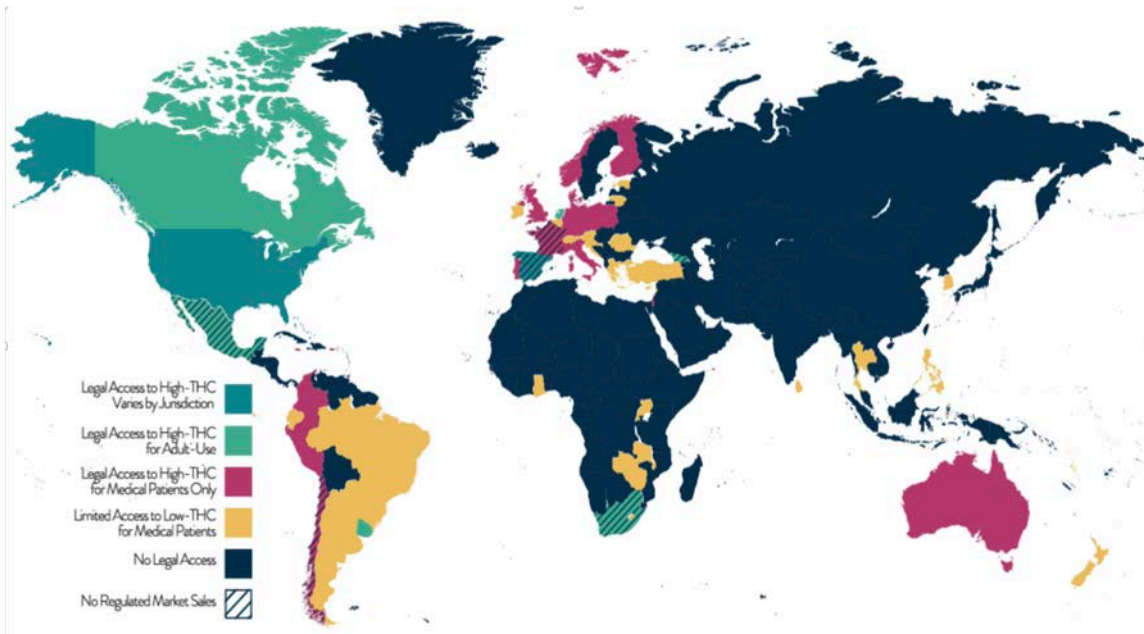 Legal Access to High-THC
Varies by Jurisdiction
Legal Access to High-THC
for Adult-Use
Legal Access to High-THC
for Medical Patients Only
Limited Access to Low-THC
for Medical Patients
No Legal Access
No Regulated Market Sales